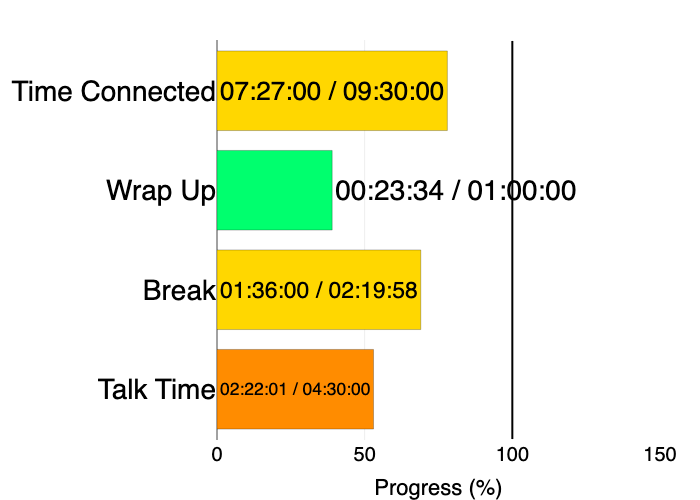 Time Connected 07:27:00 / 09:30:00
Wrap Up 00:23:34 / 01:00:00
Break 01:36:00 / 02:19:58
Talk Time 02:22:01 / 04:30:00
0 50 100 150
Progress (%)